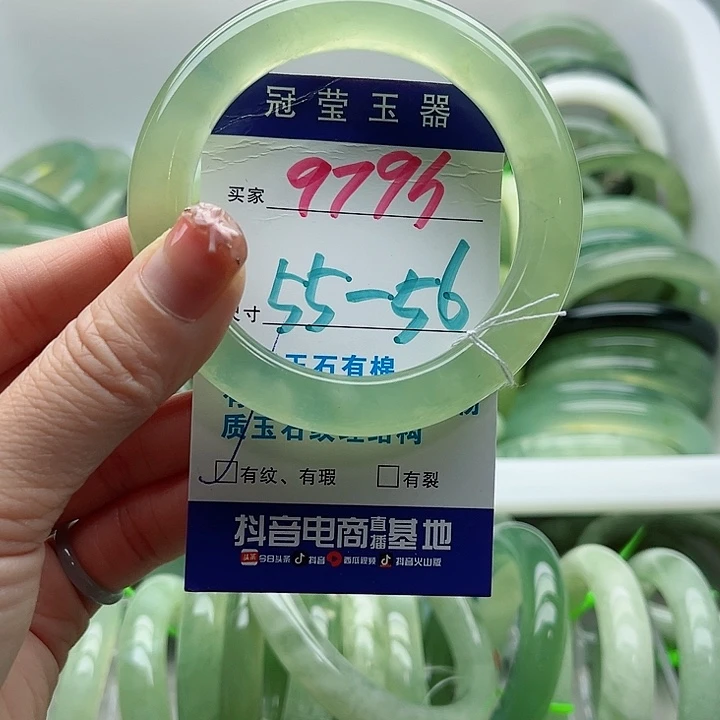 冠莹玉器
买家 9795
寸 55-56
玉石有棉
质玉石纹理结构
有纹、有瑕 有裂
抖音电商直播基地
头条 今日头条 抖音 西瓜视频 抖音火山版